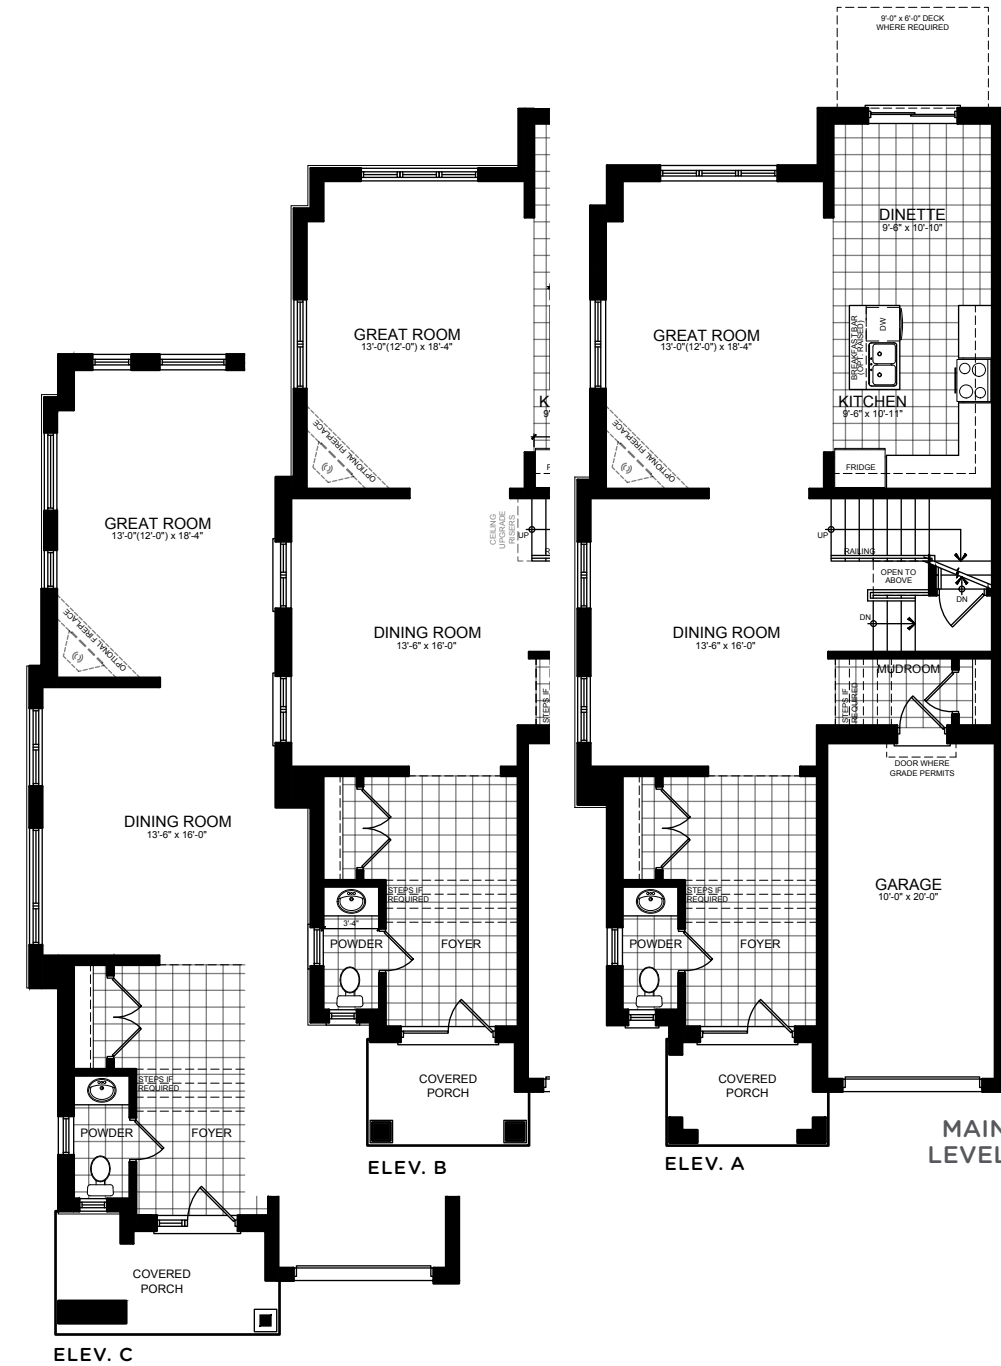 9'-0" x 6'-0" DECK
WHERE REQUIRED
DINETTE
9'-6" x 10'-10"
BREAKFAST BAR
(OPT. RAISED)
DW
KITCHEN
9'-6" x 10'-11"
FRIDGE
GREAT ROOM
13'-0"(12'-0") x 18'-4"
OPTIONAL FIREPLACE
UP
RAILING
OPEN TO
ABOVE
DN
DN
DINING ROOM
13'-6" x 16'-0"
MUDROOM
STEPS IF
REQUIRED
DOOR WHERE
GRADE PERMITS
GARAGE
10'-0" x 20'-0"
STEPS IF
REQUIRED
POWDER
FOYER
COVERED
PORCH
ELEV. A
MAIN
LEVEL
GREAT ROOM
13'-0"(12'-0") x 18'-4"
OPTIONAL FIREPLACE
K
9'
F
CEILING
UPGRADE
RISERS
UP
R
DINING ROOM
13'-6" x 16'-0"
STEPS IF
STEPS IF
REQUIRED
3'-4"
POWDER
FOYER
COVERED
PORCH
ELEV. B
GREAT ROOM
13'-0"(12'-0") x 18'-4"
OPTIONAL FIREPLACE
DINING ROOM
13'-6" x 16'-0"
STEPS IF
REQUIRED
POWDER
FOYER
COVERED
PORCH
ELEV. C